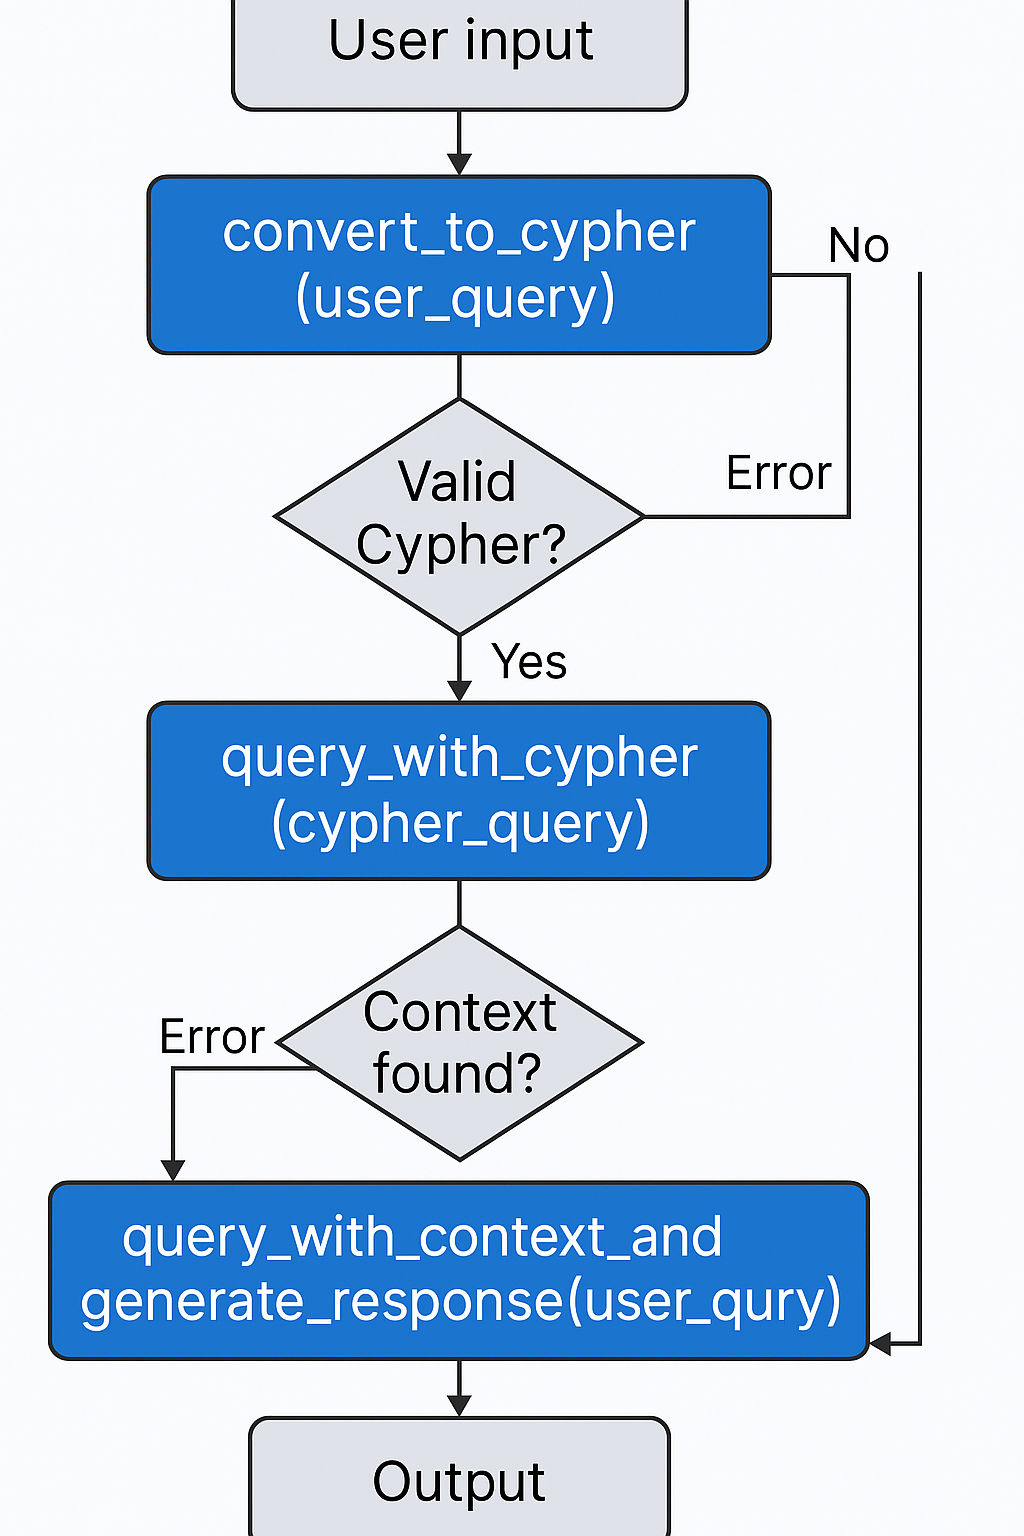 User input
convert_to_cypher
(user_query)
No
Valid
Cypher?
Error
Yes
query_with_cypher
(cypher_query)
Context
found?
Error
query_with_context_and
generate_response(user_qury)
Output